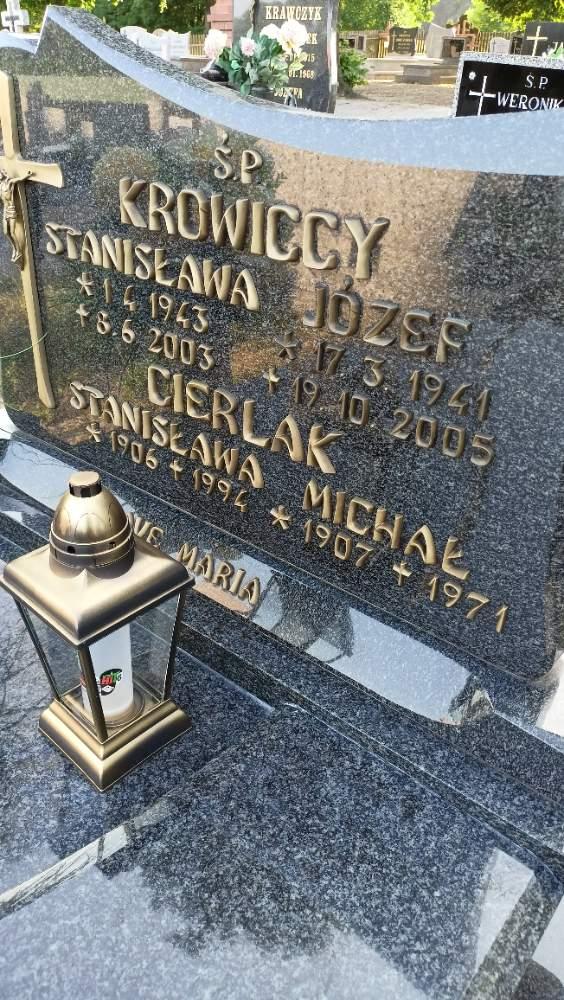 KRAWCZYK
Ś.P.
WERONIK
Ś.P.
KROWICCY
STANISŁAWA JÓZEF
* 1 4 1943 * 17 3 1941
+ 8 6 2003 + 19 10 2005
CIERLAK
STANISŁAWA MICHAŁ
* 1906 + 1994 * 1907 + 1971
AVE MARIA